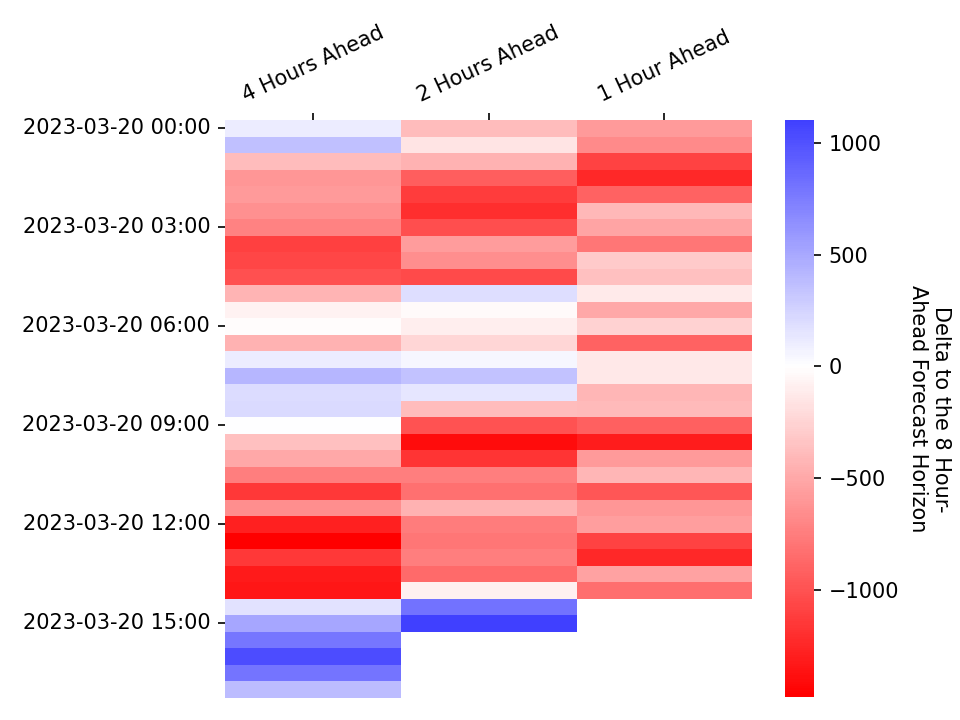 4 Hours Ahead
2 Hours Ahead
1 Hour Ahead
2023-03-20 00:00
2023-03-20 03:00
2023-03-20 06:00
2023-03-20 09:00
2023-03-20 12:00
2023-03-20 15:00
1000
500
0
−500
−1000
Delta to the 8 Hour-
Ahead Forecast Horizon